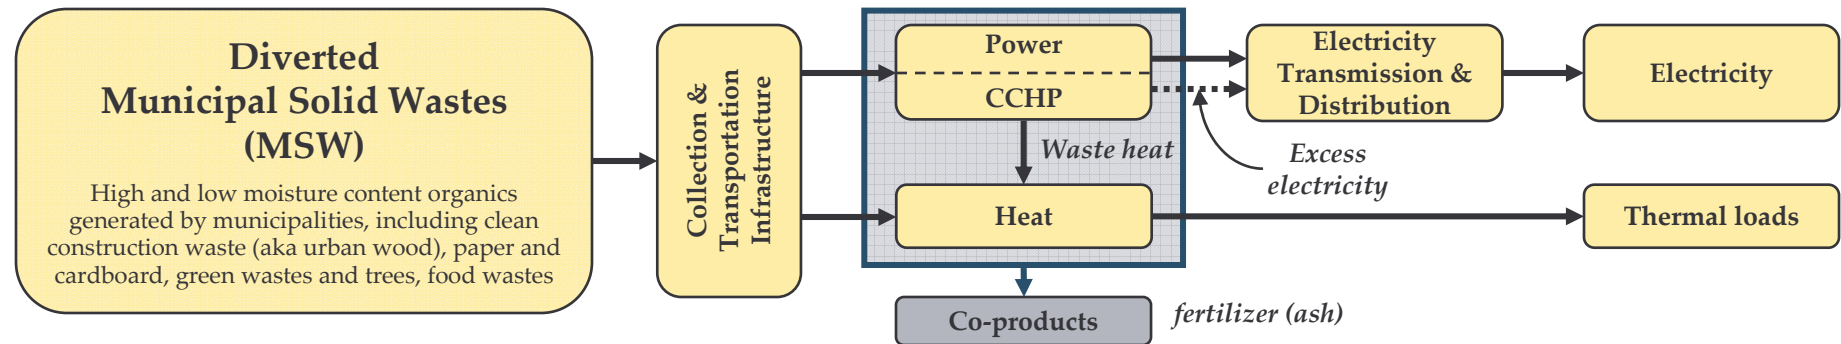 Diverted
Municipal Solid Wastes
(MSW)
High and low moisture content organics
generated by municipalities, including clean
construction waste (aka urban wood), paper and
cardboard, green wastes and trees, food wastes
Collection &
Transportation
Infrastructure
Power
CCHP
Waste heat
Heat
Co-products
fertilizer (ash)
Electricity
Transmission &
Distribution
Excess
electricity
Electricity
Thermal loads